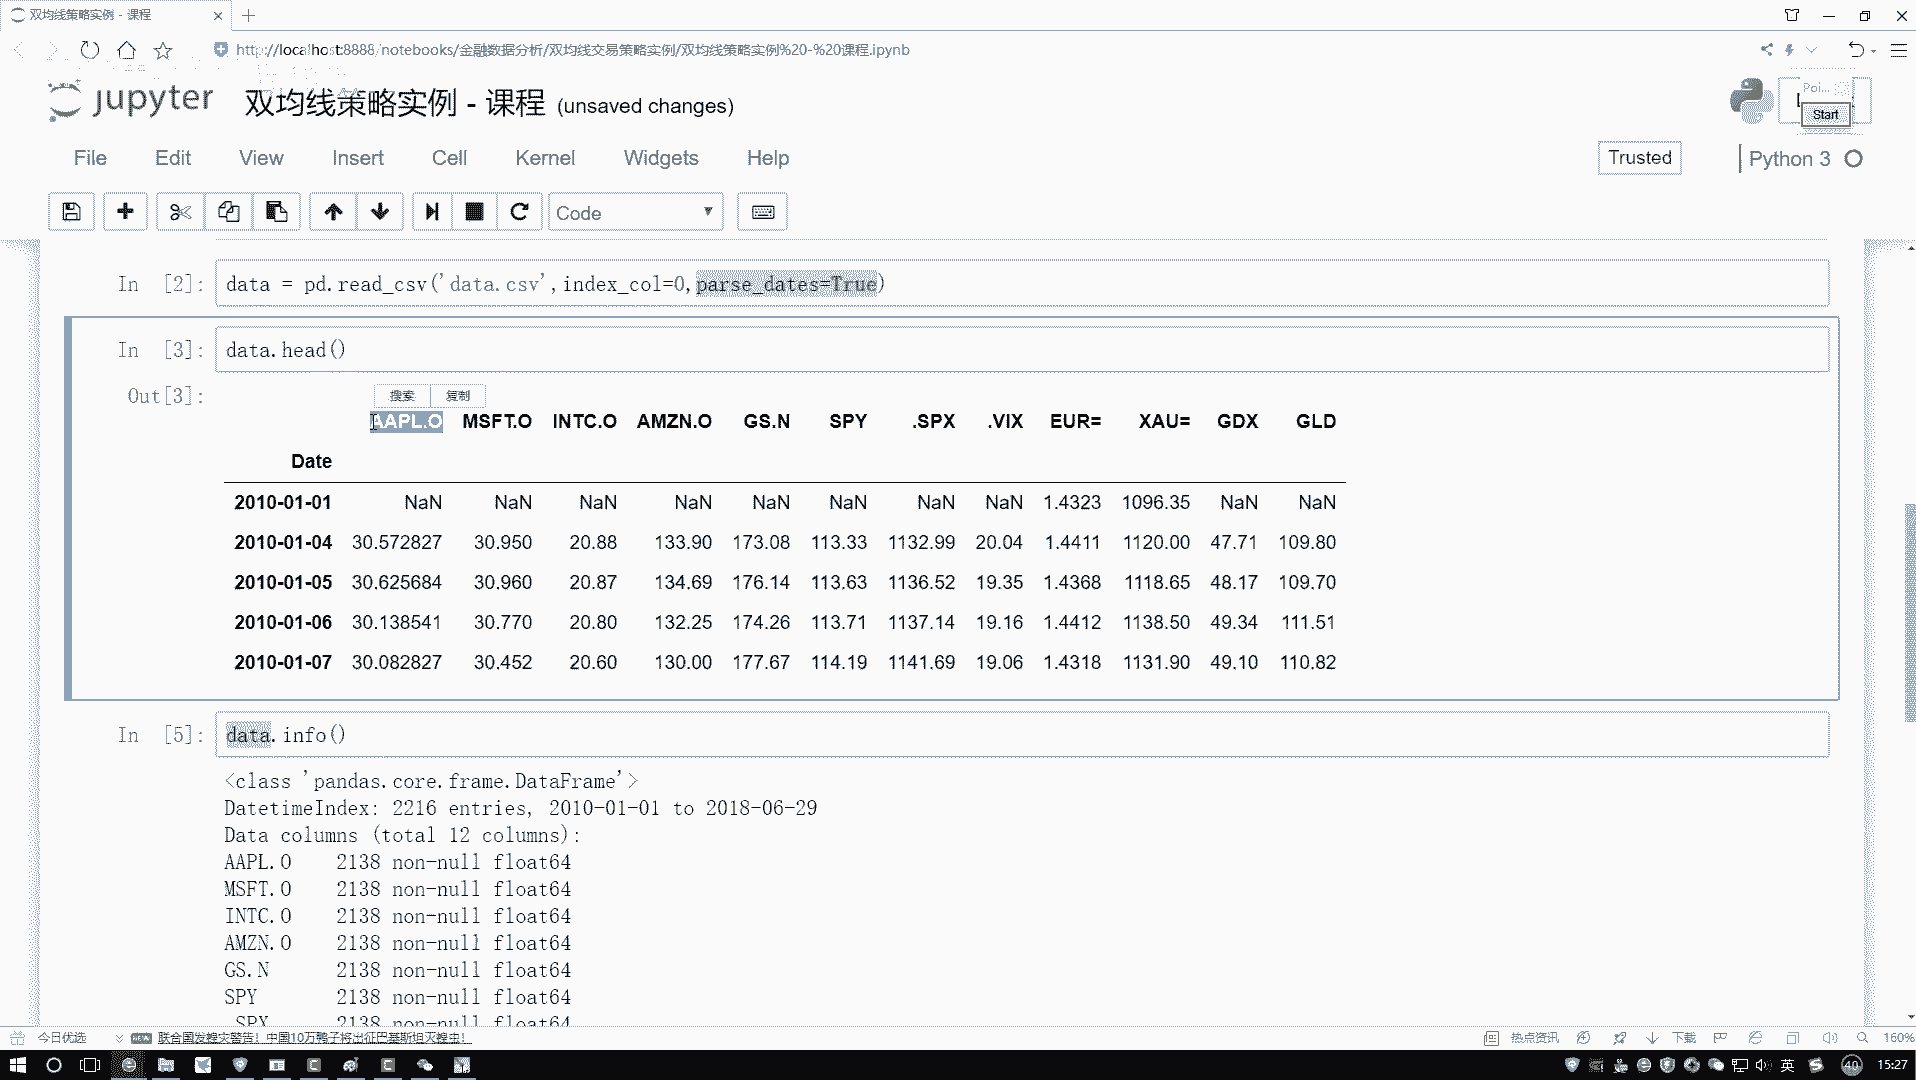 双均线策略实例 - 课程
http://localhost:8888/notebooks/金融数据分析/双均线交易策略实例/双均线策略实例%20-%20课程.ipynb
jupyter 双均线策略实例 - 课程 (unsaved changes)
Poi...
Start
File Edit View Insert Cell Kernel Widgets Help Trusted Python 3
Code
In [2]: data = pd.read_csv('data.csv',index_col=0,parse_dates=True)
In [3]: data.head()
Out[3]:
搜索 复制
AAPL.O MSFT.O INTC.O AMZN.O GS.N SPY .SPX .VIX EUR= XAU= GDX GLD
Date
2010-01-01 NaN NaN NaN NaN NaN NaN NaN NaN 1.4323 1096.35 NaN NaN
2010-01-04 30.572827 30.950 20.88 133.90 173.08 113.33 1132.99 20.04 1.4411 1120.00 47.71 109.80
2010-01-05 30.625684 30.960 20.87 134.69 176.14 113.63 1136.52 19.35 1.4368 1118.65 48.17 109.70
2010-01-06 30.138541 30.770 20.80 132.25 174.26 113.71 1137.14 19.16 1.4412 1138.50 49.34 111.51
2010-01-07 30.082827 30.452 20.60 130.00 177.67 114.19 1141.69 19.06 1.4318 1131.90 49.10 110.82
In [5]: data.info()
<class 'pandas.core.frame.DataFrame'>
DatetimeIndex: 2216 entries, 2010-01-01 to 2018-06-29
Data columns (total 12 columns):
AAPL.O 2138 non-null float64
MSFT.O 2138 non-null float64
INTC.O 2138 non-null float64
AMZN.O 2138 non-null float64
GS.N 2138 non-null float64
SPY 2138 non-null float64
.SPX 2138 non-null float64
今日优选 NEW 联合国发蝗灾警告！中国10万鸭子将出征巴基斯坦灭蝗虫！ 热点资讯 下载 160%
英 40 15:27